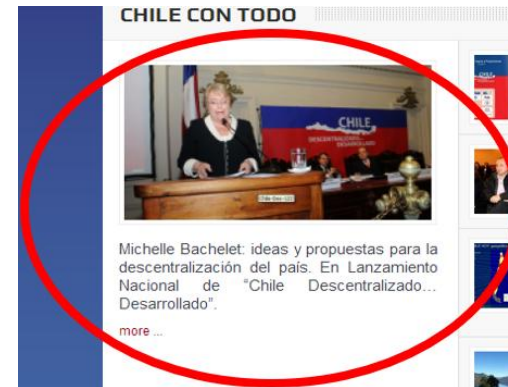 CHILE CON TODO
CHILE
DESCENTRALIZADO...
DESARROLLADO
Michelle Bachelet: ideas y propuestas para la
descentralización del país. En Lanzamiento
Nacional de “Chile Descentralizado...
Desarrollado”.
more ...